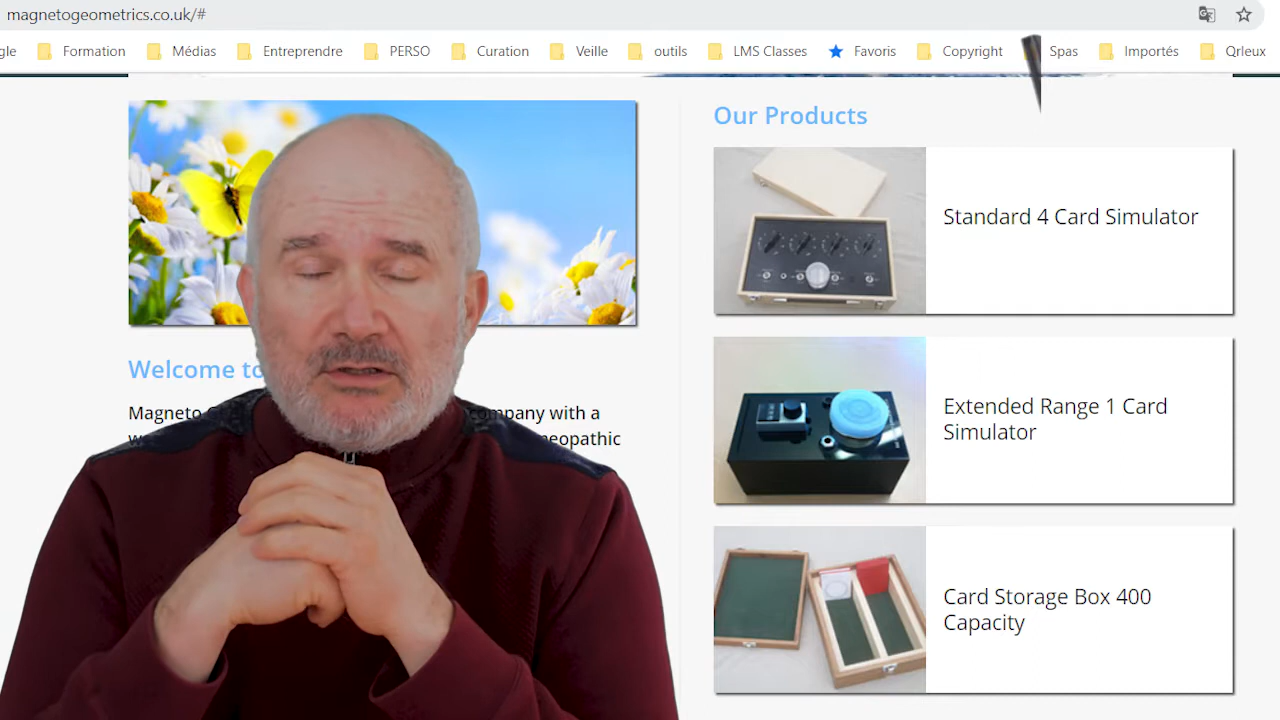 magnetogeometrics.co.uk/#
gle Formation Médias Entreprendre PERSO Curation Veille outils LMS Classes Favoris Copyright Spas Importés Qrleux
Welcome to
Magneto company with a
Our Products
Standard 4 Card Simulator
Extended Range 1 Card
Simulator
Card Storage Box 400
Capacity